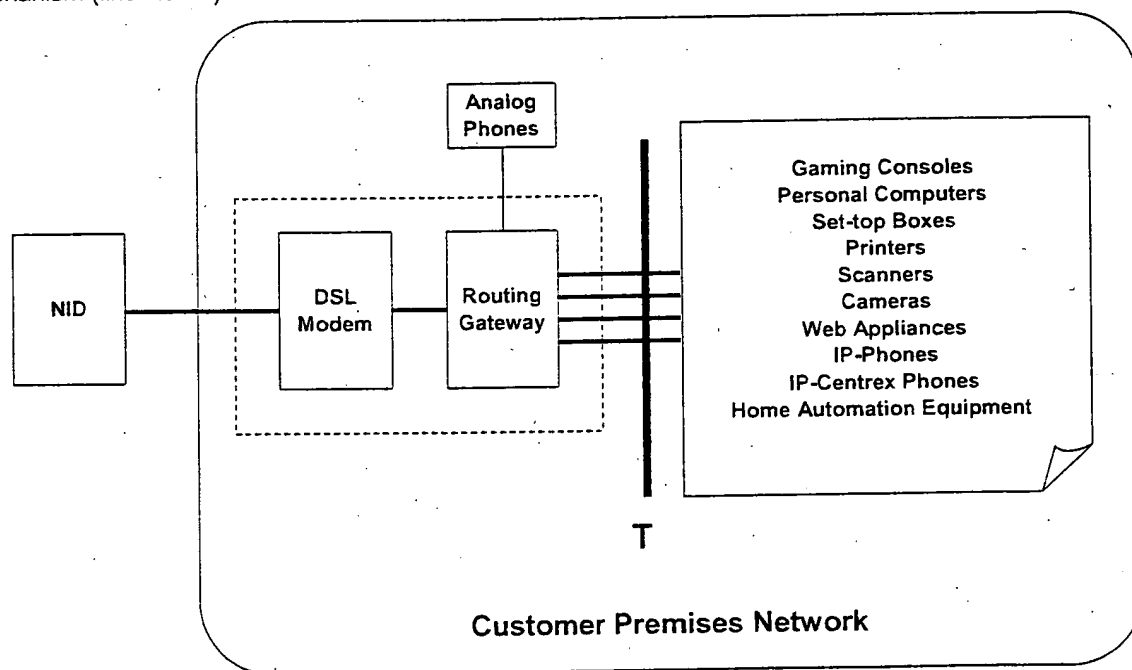 Analog
Phones
NID
DSL
Modem
Routing
Gateway
Gaming Consoles
Personal Computers
Set-top Boxes
Printers
Scanners
Cameras
Web Appliances
IP-Phones
IP-Centrex Phones
Home Automation Equipment
T
Customer Premises Network